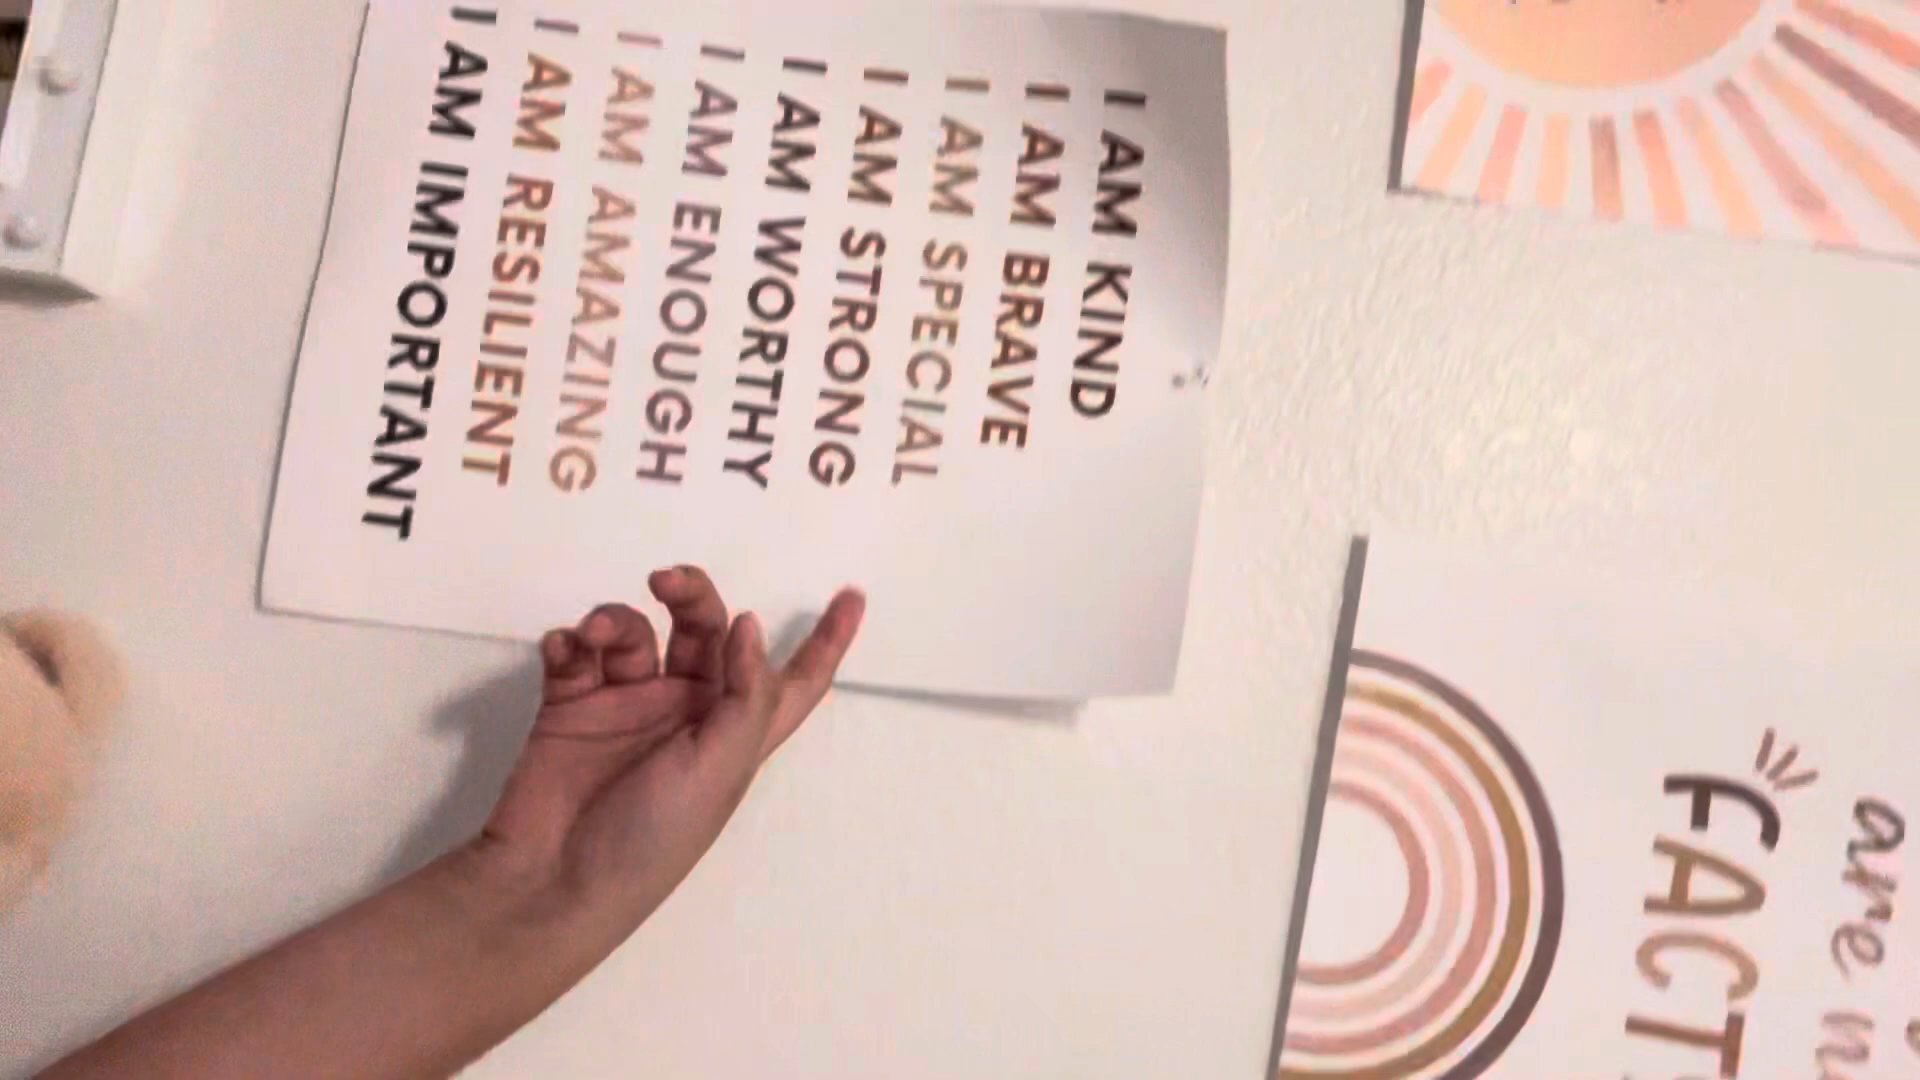 I AM KIND
I AM BRAVE
I AM SPECIAL
I AM STRONG
I AM WORTHY
I AM ENOUGH
I AM AMAZING
I AM RESILIENT
I AM IMPORTANT
are
FACT